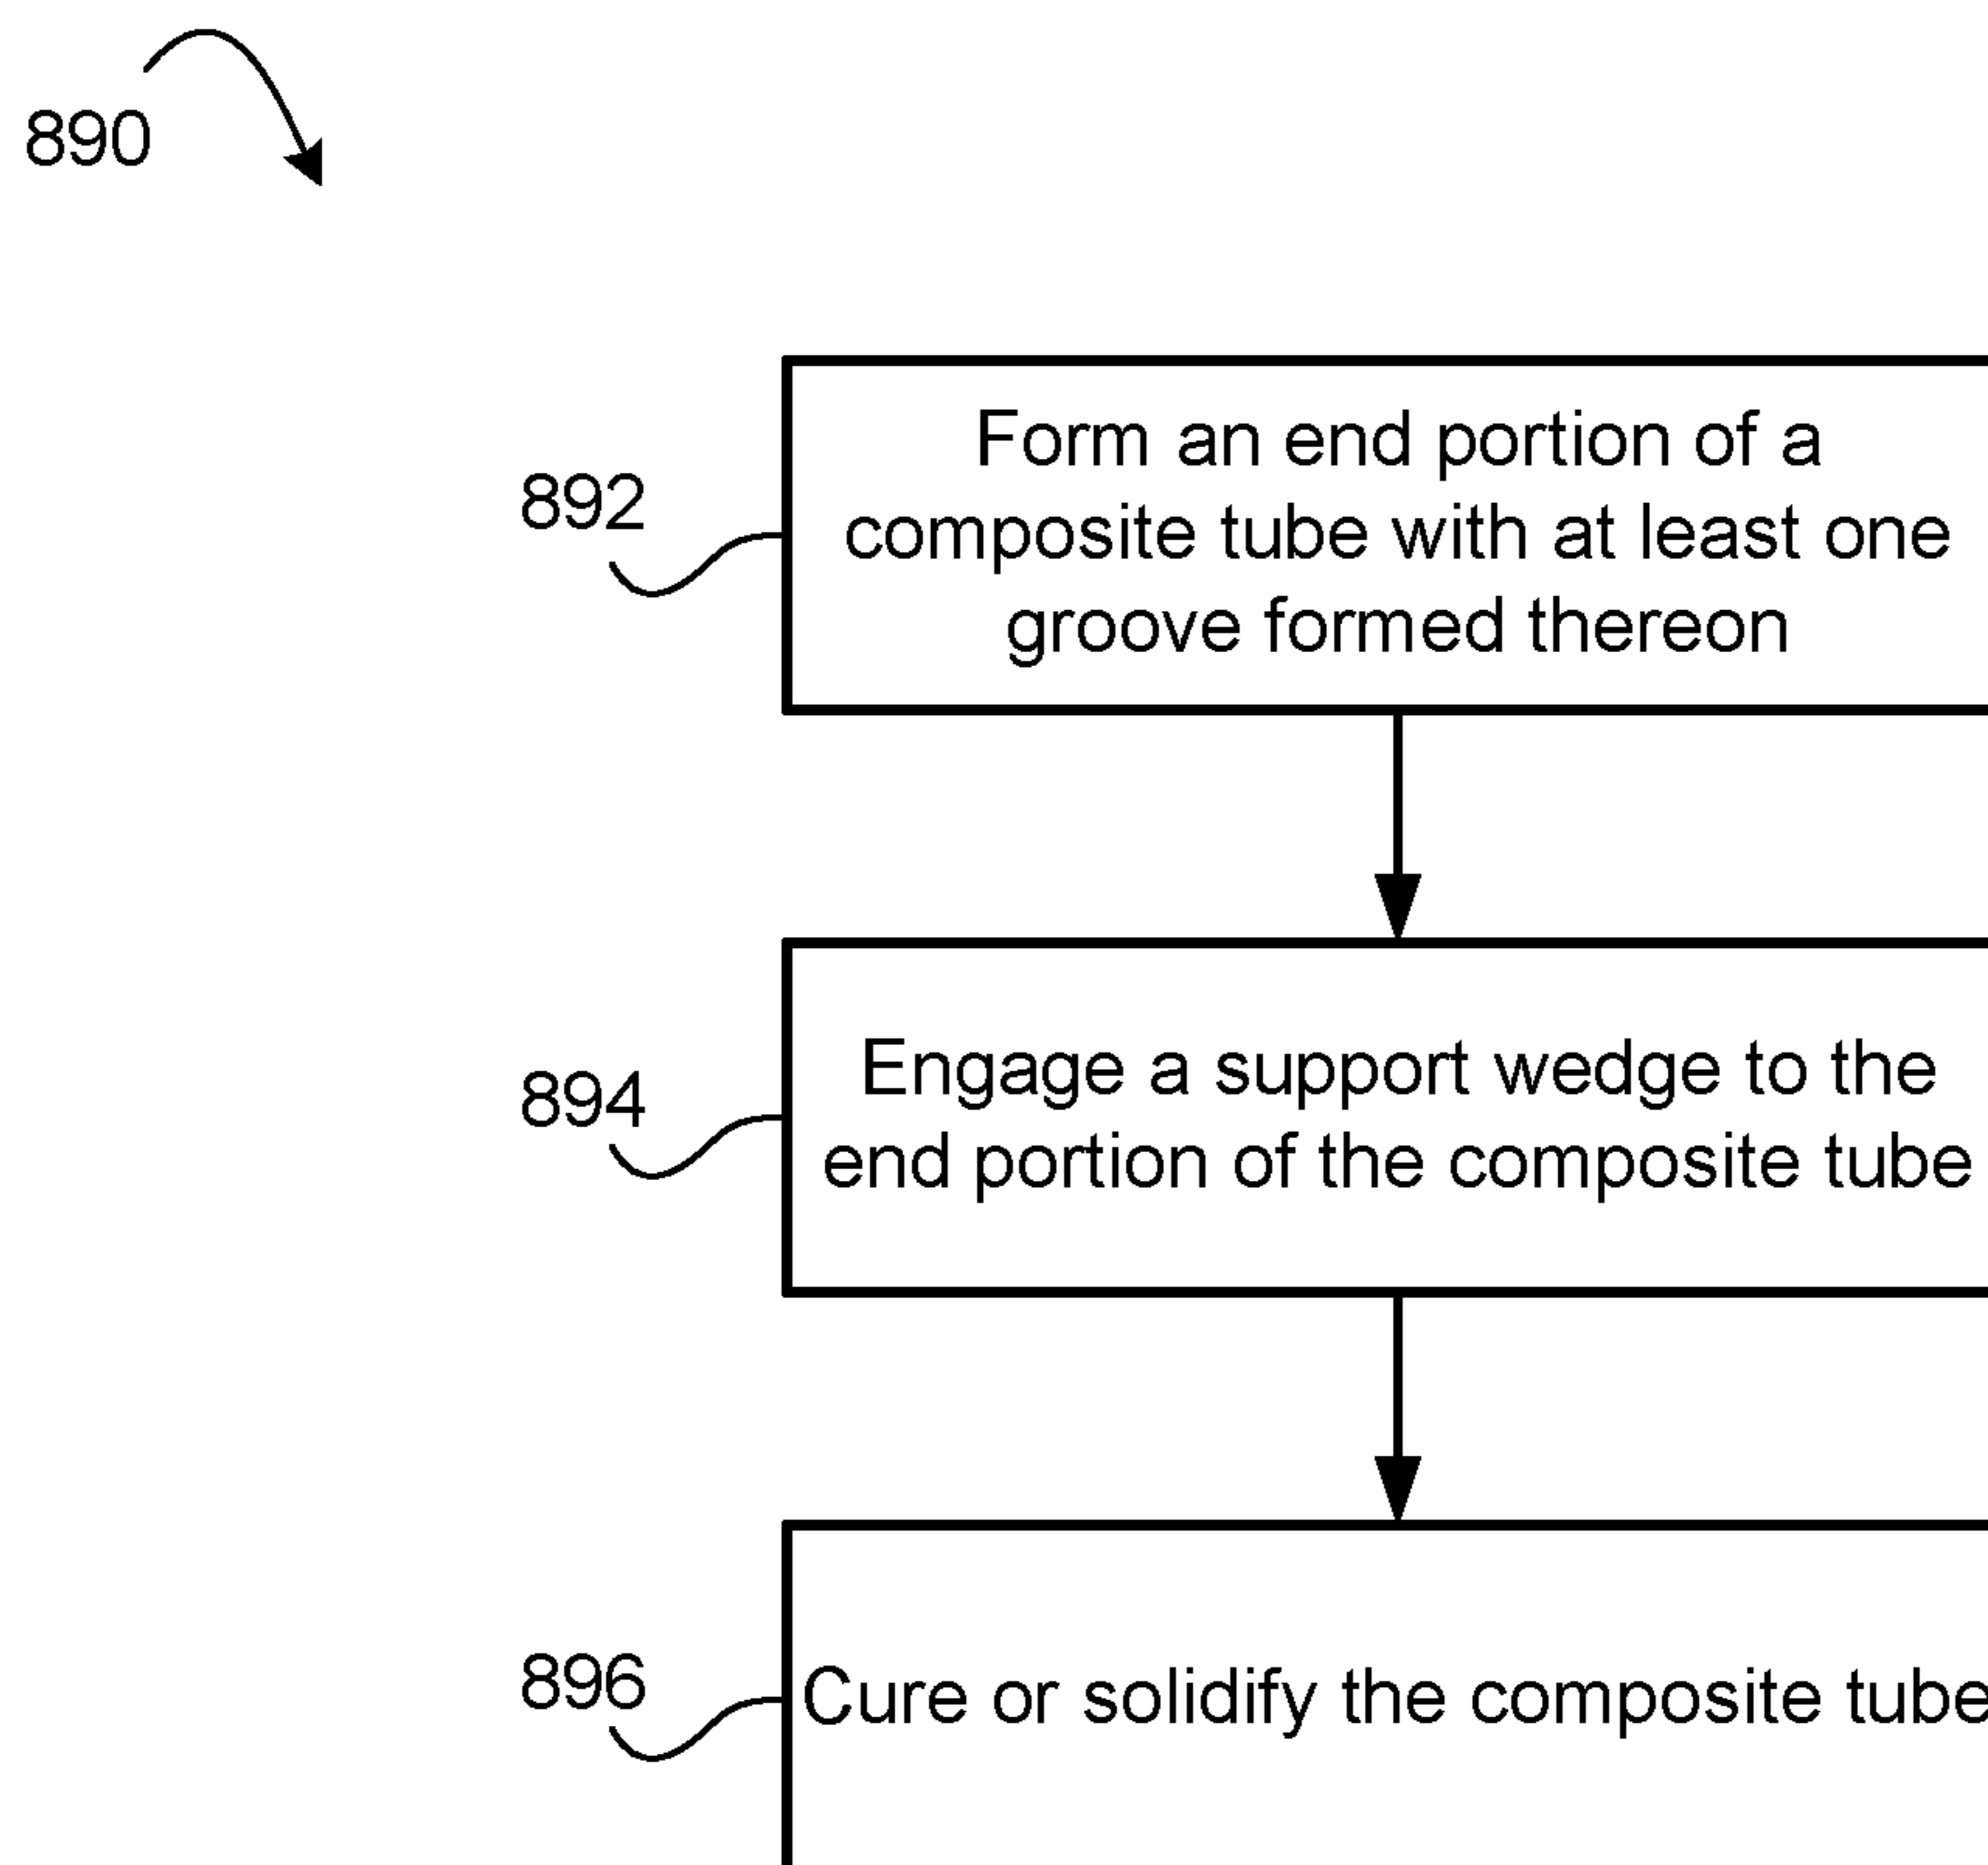 890
892
Form an end portion of a
composite tube with at least one
groove formed thereon
894
Engage a support wedge to the
end portion of the composite tube
896
Cure or solidify the composite tube